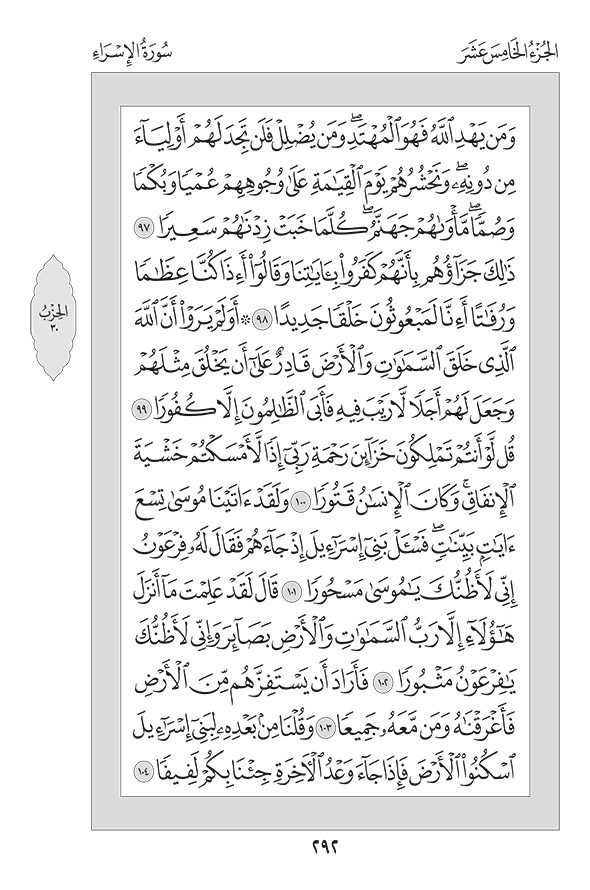 الجُزْءُ الخَامِسَ عَشَرَ
سُورَةُ الإِسْرَاءِ
وَمَن يَهْدِ ٱللَّهُ فَهُوَ ٱلْمُهْتَدِۖ وَمَن يُضْلِلْ فَلَن تَجِدَ لَهُمْ أَوْلِيَآءَ
مِن دُونِهِۦۖ وَنَحْشُرُهُمْ يَوْمَ ٱلْقِيَٰمَةِ عَلَىٰ وُجُوهِهِمْ عُمْيًا وَبُكْمًا
وَصُمًّاۖ مَّأْوَىٰهُمْ جَهَنَّمُۖ كُلَّمَا خَبَتْ زِدْنَٰهُمْ سَعِيرًا ٩٧
ذَٰلِكَ جَزَآؤُهُم بِأَنَّهُمْ كَفَرُوا۟ بِـَٔايَٰتِنَا وَقَالُوٓا۟ أَءِذَا كُنَّا عِظَٰمًا
وَرُفَٰتًا أَءِنَّا لَمَبْعُوثُونَ خَلْقًا جَدِيدًا ٩٨ ۞ أَوَلَمْ يَرَوْا۟ أَنَّ ٱللَّهَ
ٱلَّذِى خَلَقَ ٱلسَّمَٰوَٰتِ وَٱلْأَرْضَ قَادِرٌ عَلَىٰٓ أَن يَخْلُقَ مِثْلَهُمْ
وَجَعَلَ لَهُمْ أَجَلًا لَّا رَيْبَ فِيهِ فَأَبَى ٱلظَّٰلِمُونَ إِلَّا كُفُورًا ٩٩
قُل لَّوْ أَنتُمْ تَمْلِكُونَ خَزَآئِنَ رَحْمَةِ رَبِّىٓ إِذًا لَّأَمْسَكْتُمْ خَشْيَةَ
ٱلْإِنفَاقِۚ وَكَانَ ٱلْإِنسَٰنُ قَتُورًا ١٠٠ وَلَقَدْ ءَاتَيْنَا مُوسَىٰ تِسْعَ
ءَايَٰتٍۭ بَيِّنَٰتٍۖ فَسْـَٔلْ بَنِىٓ إِسْرَٰٓءِيلَ إِذْ جَآءَهُمْ فَقَالَ لَهُۥ فِرْعَوْنُ
إِنِّى لَأَظُنُّكَ يَٰمُوسَىٰ مَسْحُورًا ١٠١ قَالَ لَقَدْ عَلِمْتَ مَآ أَنزَلَ
هَٰٓؤُلَآءِ إِلَّا رَبُّ ٱلسَّمَٰوَٰتِ وَٱلْأَرْضِ بَصَآئِرَ وَإِنِّى لَأَظُنُّكَ
يَٰفِرْعَوْنُ مَثْبُورًا ١٠٢ فَأَرَادَ أَن يَسْتَفِزَّهُم مِّنَ ٱلْأَرْضِ
فَأَغْرَقْنَٰهُ وَمَن مَّعَهُۥ جَمِيعًا ١٠٣ وَقُلْنَا مِنۢ بَعْدِهِۦ لِبَنِىٓ إِسْرَٰٓءِيلَ
ٱسْكُنُوا۟ ٱلْأَرْضَ فَإِذَا جَآءَ وَعْدُ ٱلْءَاخِرَةِ جِئْنَا بِكُمْ لَفِيفًا ١٠٤
الحِزْبُ
٣٠
٢٩٢